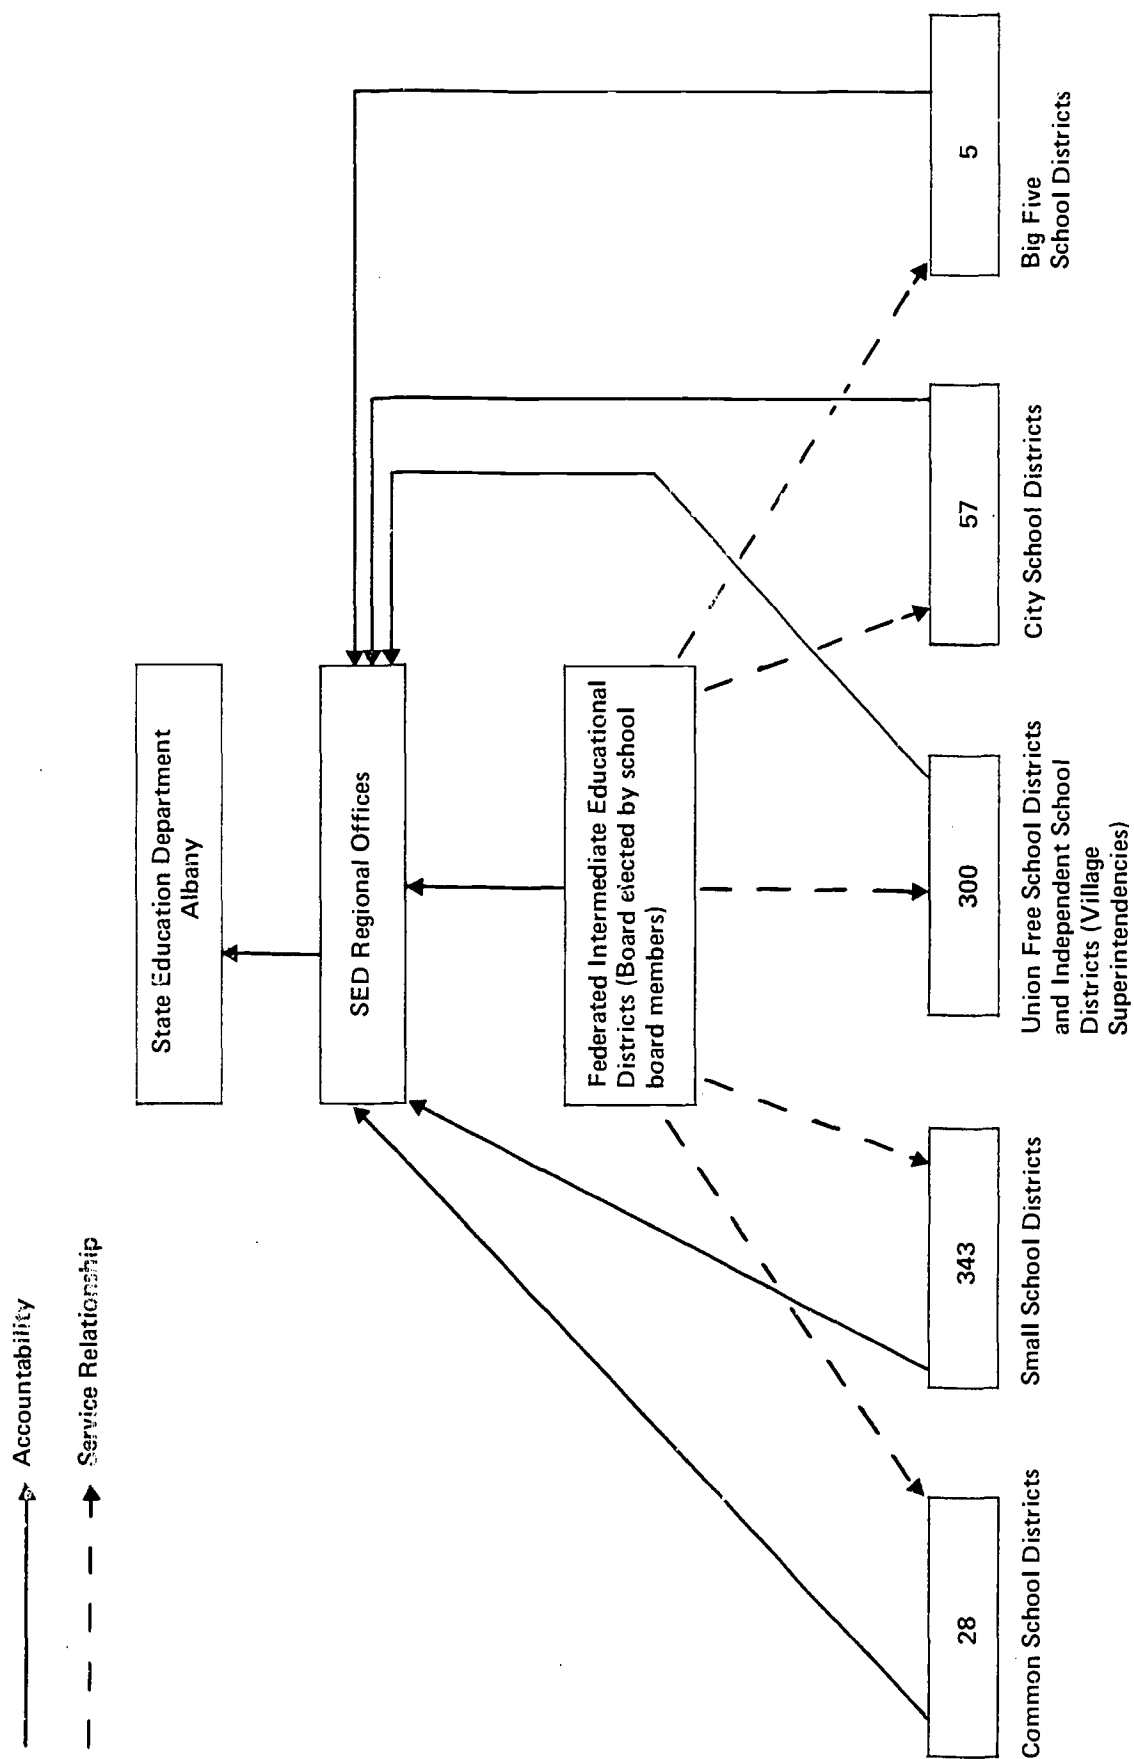 Accountability
Service Relationship
State Education Department
Albany
SED Regional Offices
Federated Intermediate Educational
Districts (Board elected by school
board members)
28
343
300
57
5
Common School Districts
Small School Districts
Union Free School Districts
and Independent School
Districts (Village
Superintendencies)
City School Districts
Big Five
School Districts